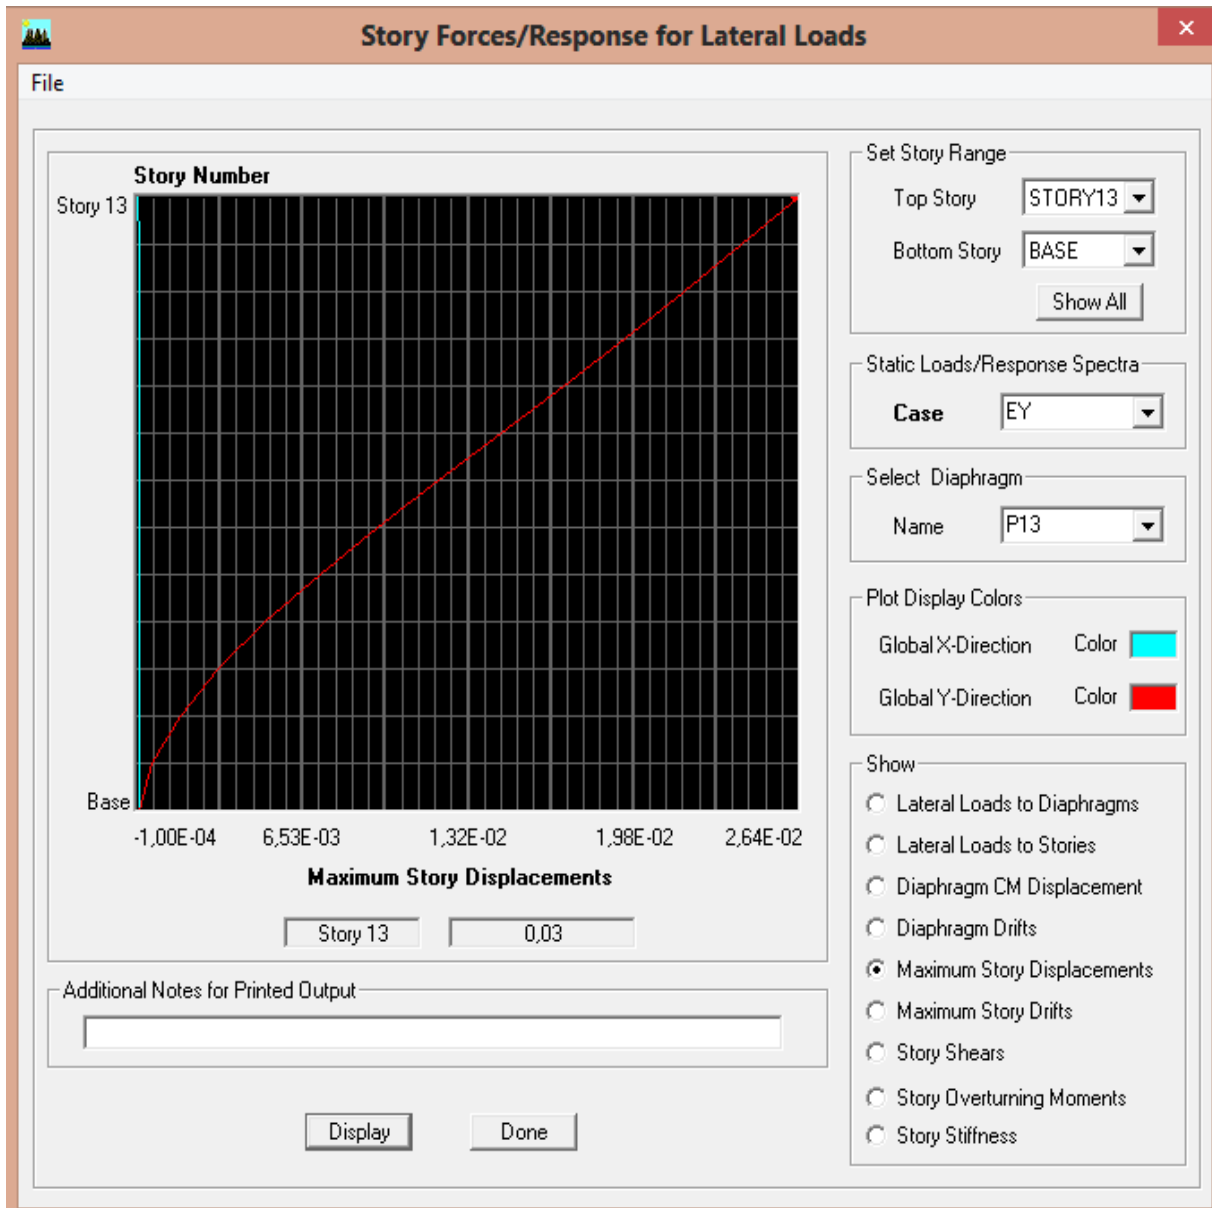 Story Forces/Response for Lateral Loads
File
Story Number
Story 13
Base
-1,00E-04 6,53E-03 1,32E-02 1,98E-02 2,64E-02
Maximum Story Displacements
Story 13 0,03
Additional Notes for Printed Output
Display Done
Set Story Range
Top Story STORY13
Bottom Story BASE
Show All
Static Loads/Response Spectra
Case EY
Select Diaphragm
Name P13
Plot Display Colors
Global X-Direction Color
Global Y-Direction Color
Show
Lateral Loads to Diaphragms
Lateral Loads to Stories
Diaphragm CM Displacement
Diaphragm Drifts
Maximum Story Displacements
Maximum Story Drifts
Story Shears
Story Overturning Moments
Story Stiffness